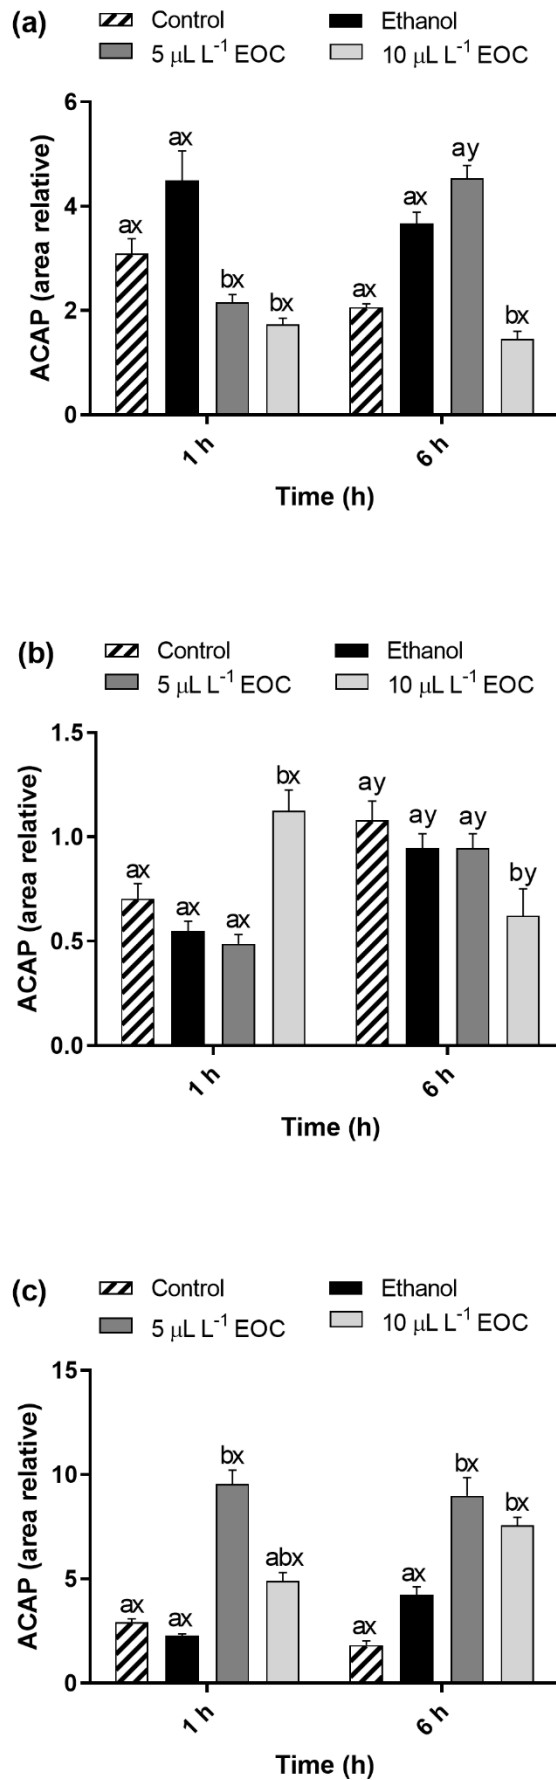 (a)
Control Ethanol
5 μL L⁻¹ EOC 10 μL L⁻¹ EOC
ACAP (area relative)
6
4
2
0
ax ax bx bx ax ax ay bx
1 h 6 h
Time (h)
(b)
Control Ethanol
5 μL L⁻¹ EOC 10 μL L⁻¹ EOC
ACAP (area relative)
1.5
1.0
0.5
0.0
ax ax ax bx ay ay ay by
1 h 6 h
Time (h)
(c)
Control Ethanol
5 μL L⁻¹ EOC 10 μL L⁻¹ EOC
ACAP (area relative)
15
10
5
0
ax ax bx abx ax ax bx bx
1 h 6 h
Time (h)